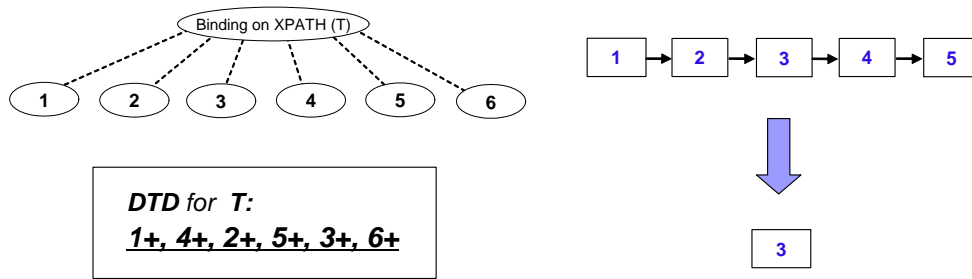 Binding on XPATH (T)
1 2 3 4 5 6
DTD for T:
1+, 4+, 2+, 5+, 3+, 6+
1 2 3 4 5
3